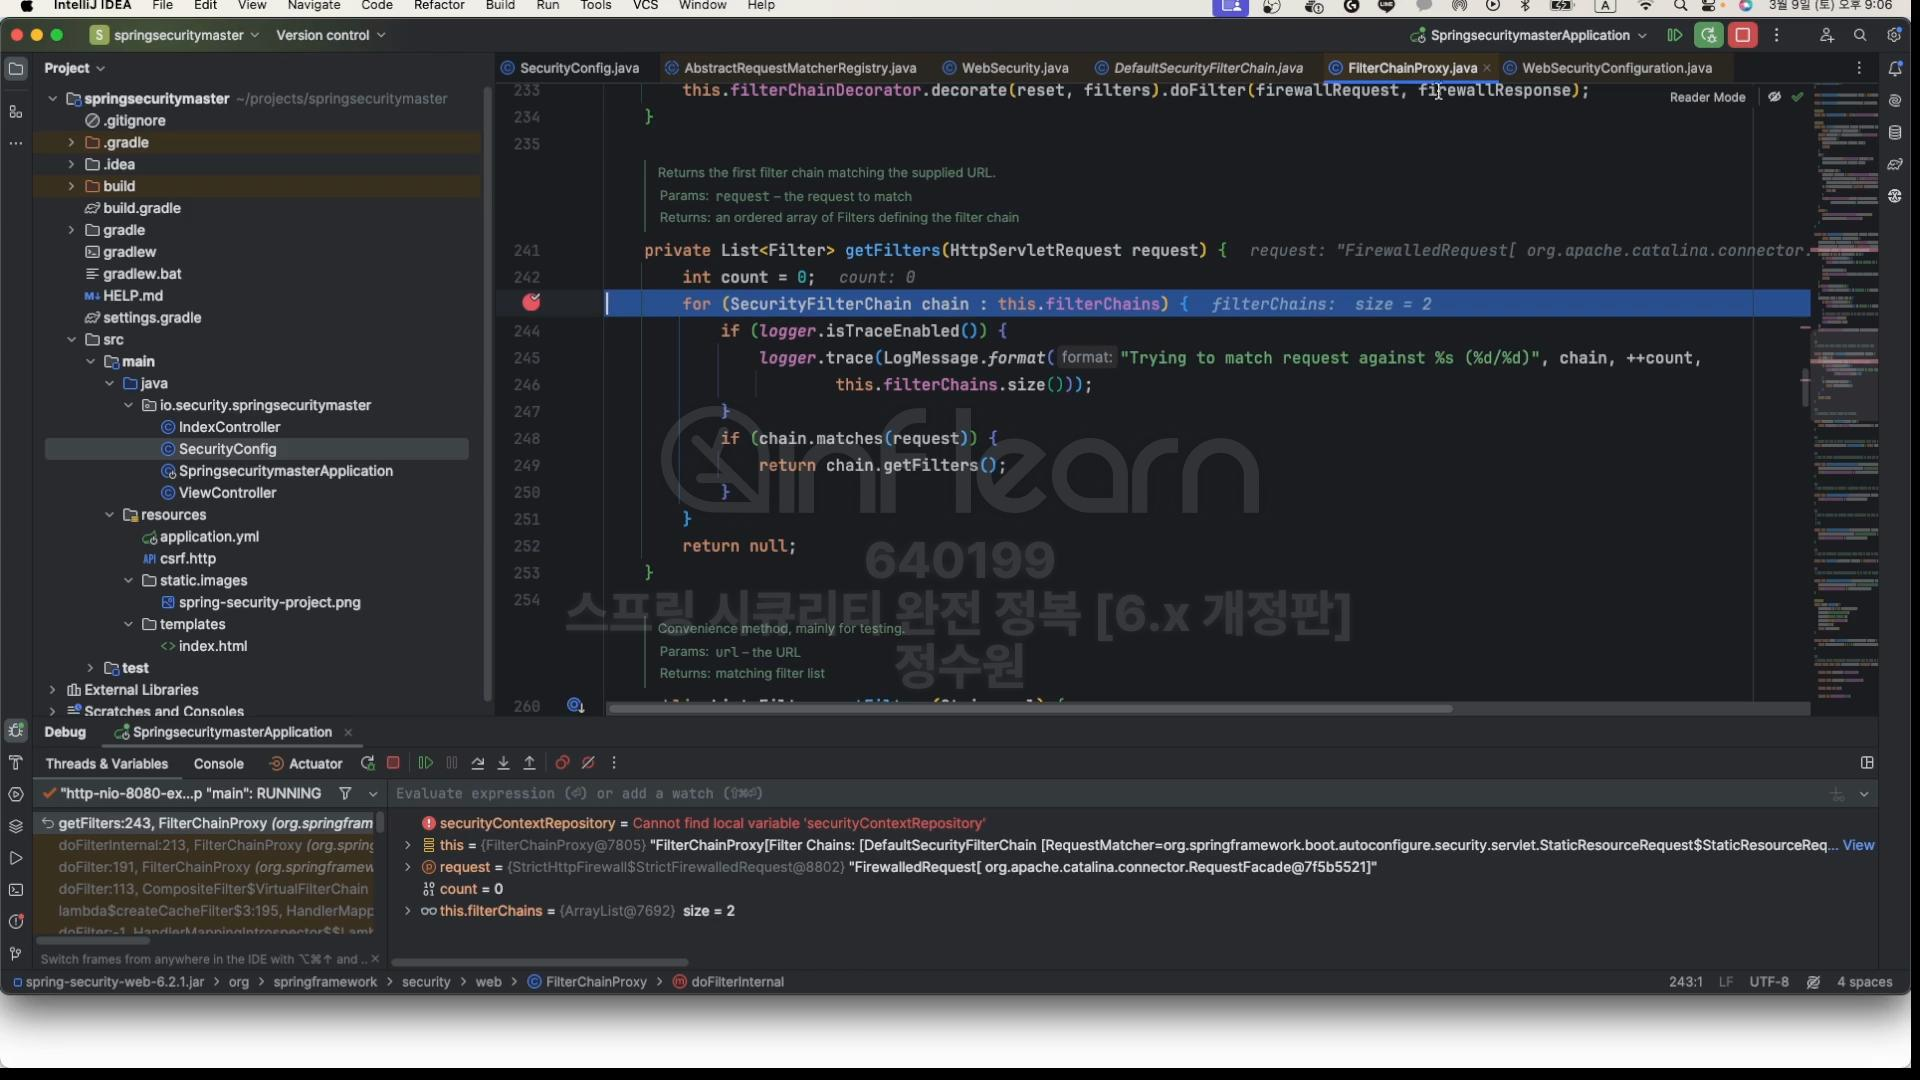 IntelliJ IDEA File Edit View Navigate Code Refactor Build Run Tools VCS Window Help
A 3월 9일 (토) 오후 9:06
S springsecuritymaster Version control SpringsecuritymasterApplication
Project
SecurityConfig.java AbstractRequestMatcherRegistry.java WebSecurity.java DefaultSecurityFilterChain.java FilterChainProxy.java WebSecurityConfiguration.java
Reader Mode
springsecuritymaster ~/projects/springsecuritymaster
.gitignore
.gradle
.idea
build
build.gradle
gradle
gradlew
gradlew.bat
HELP.md
settings.gradle
src
main
java
io.security.springsecuritymaster
IndexController
SecurityConfig
SpringsecuritymasterApplication
ViewController
resources
application.yml
API csrf.http
static.images
spring-security-project.png
templates
index.html
test
External Libraries
Scratches and Consoles
233 this.filterChainDecorator.decorate(reset, filters).doFilter(firewallRequest, firewallResponse);
234 }
235
Returns the first filter chain matching the supplied URL.
Params: request – the request to match
Returns: an ordered array of Filters defining the filter chain
241 private List<Filter> getFilters(HttpServletRequest request) { request: "FirewalledRequest[ org.apache.catalina.connector.
242 int count = 0; count: 0
for (SecurityFilterChain chain : this.filterChains) { filterChains: size = 2
244 if (logger.isTraceEnabled()) {
245 logger.trace(LogMessage.format( format: "Trying to match request against %s (%d/%d)", chain, ++count,
246 this.filterChains.size()));
247 }
248 if (chain.matches(request)) {
249 return chain.getFilters();
250 }
251 }
252 return null;
253 }
254
Convenience method, mainly for testing.
Params: url – the URL
Returns: matching filter list
260
inflearn
640199
스프링 시큐리티 완전 정복 [6.x 개정판]
정수원
Debug SpringsecuritymasterApplication
Threads & Variables Console Actuator
"http-nio-8080-ex...p "main": RUNNING
Evaluate expression (⏎) or add a watch (⇧⌘⏎)
getFilters:243, FilterChainProxy (org.springfram
doFilterInternal:213, FilterChainProxy (org.spring
doFilter:191, FilterChainProxy (org.springframew
doFilter:113, CompositeFilter$VirtualFilterChain
lambda$createCacheFilter$3:195, HandlerMapp
doFilter:-1, HandlerMappingIntrospector$$Lamb
Switch frames from anywhere in the IDE with ⌥⌘↑ and ..
securityContextRepository = Cannot find local variable 'securityContextRepository'
this = {FilterChainProxy@7805} "FilterChainProxy[Filter Chains: [DefaultSecurityFilterChain [RequestMatcher=org.springframework.boot.autoconfigure.security.servlet.StaticResourceRequest$StaticResourceReq... View
request = {StrictHttpFirewall$StrictFirewalledRequest@8802} "FirewalledRequest[ org.apache.catalina.connector.RequestFacade@7f5b5521]"
count = 0
this.filterChains = {ArrayList@7692} size = 2
spring-security-web-6.2.1.jar > org > springframework > security > web > FilterChainProxy > doFilterInternal
243:1 LF UTF-8 4 spaces